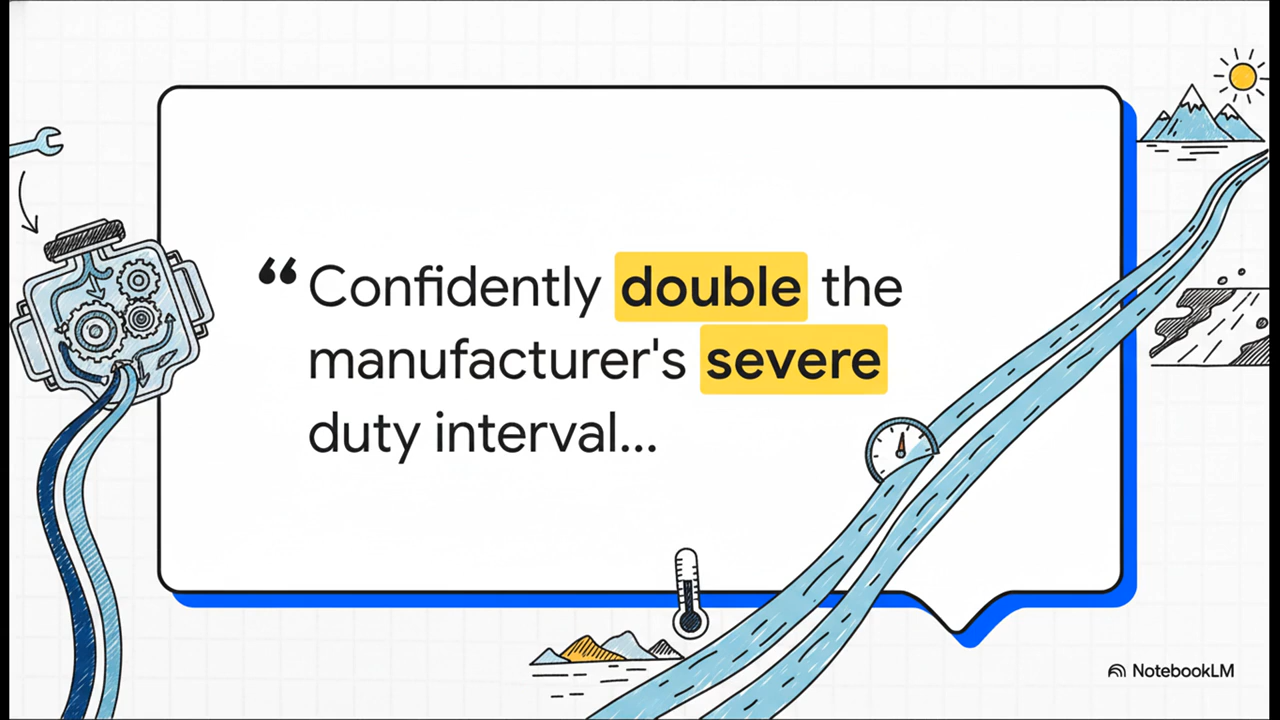 “Confidently double the
manufacturer's severe
duty interval...
NotebookLM